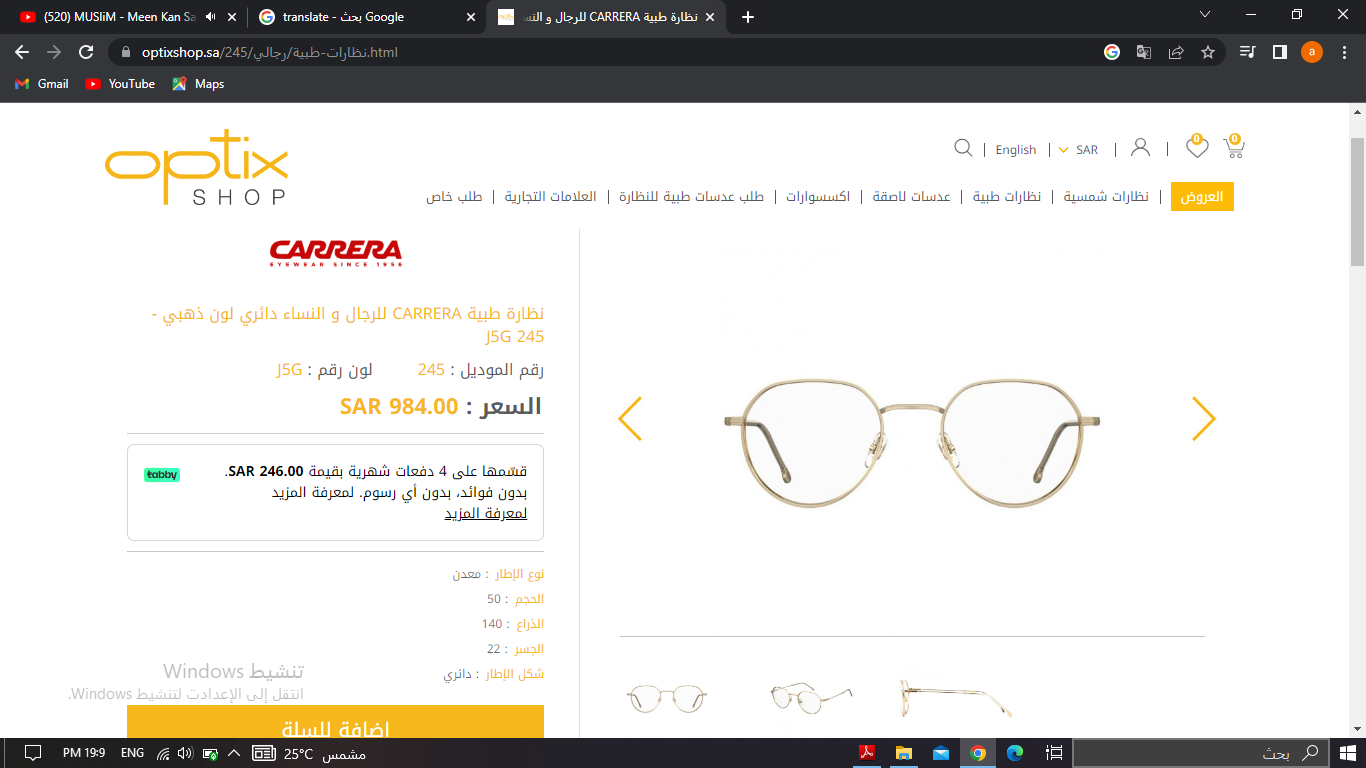 (520) MUSliM - Meen Kan Sa
translate - بحث Google
نظارة طبية CARRERA للرجال و النس
optixshop.sa/245/نظارات-طبية/رجالي.html
Gmail
YouTube
Maps
optix
SHOP
English
SAR
0
0
العروض
نظارات شمسية
نظارات طبية
عدسات لاصقة
اكسسوارات
طلب عدسات طبية للنظارة
العلامات التجارية
طلب خاص
CARRERA
EYEWEAR SINCE 1956
نظارة طبية CARRERA للرجال و النساء دائري لون ذهبي -
J5G 245
رقم الموديل : 245 لون رقم : J5G
السعر : SAR 984.00
tabby
قسّمها على 4 دفعات شهرية بقيمة SAR 246.00.
بدون فوائد، بدون أي رسوم. لمعرفة المزيد
لمعرفة المزيد
نوع الإطار : معدن
الحجم : 50
الذراع : 140
الجسر : 22
شكل الإطار : دائري
تنشيط Windows
انتقل إلى الإعدادت لتنشيط Windows.
إضافة للسلة
PM 19:9
ENG
25°C مشمس
بحث
a